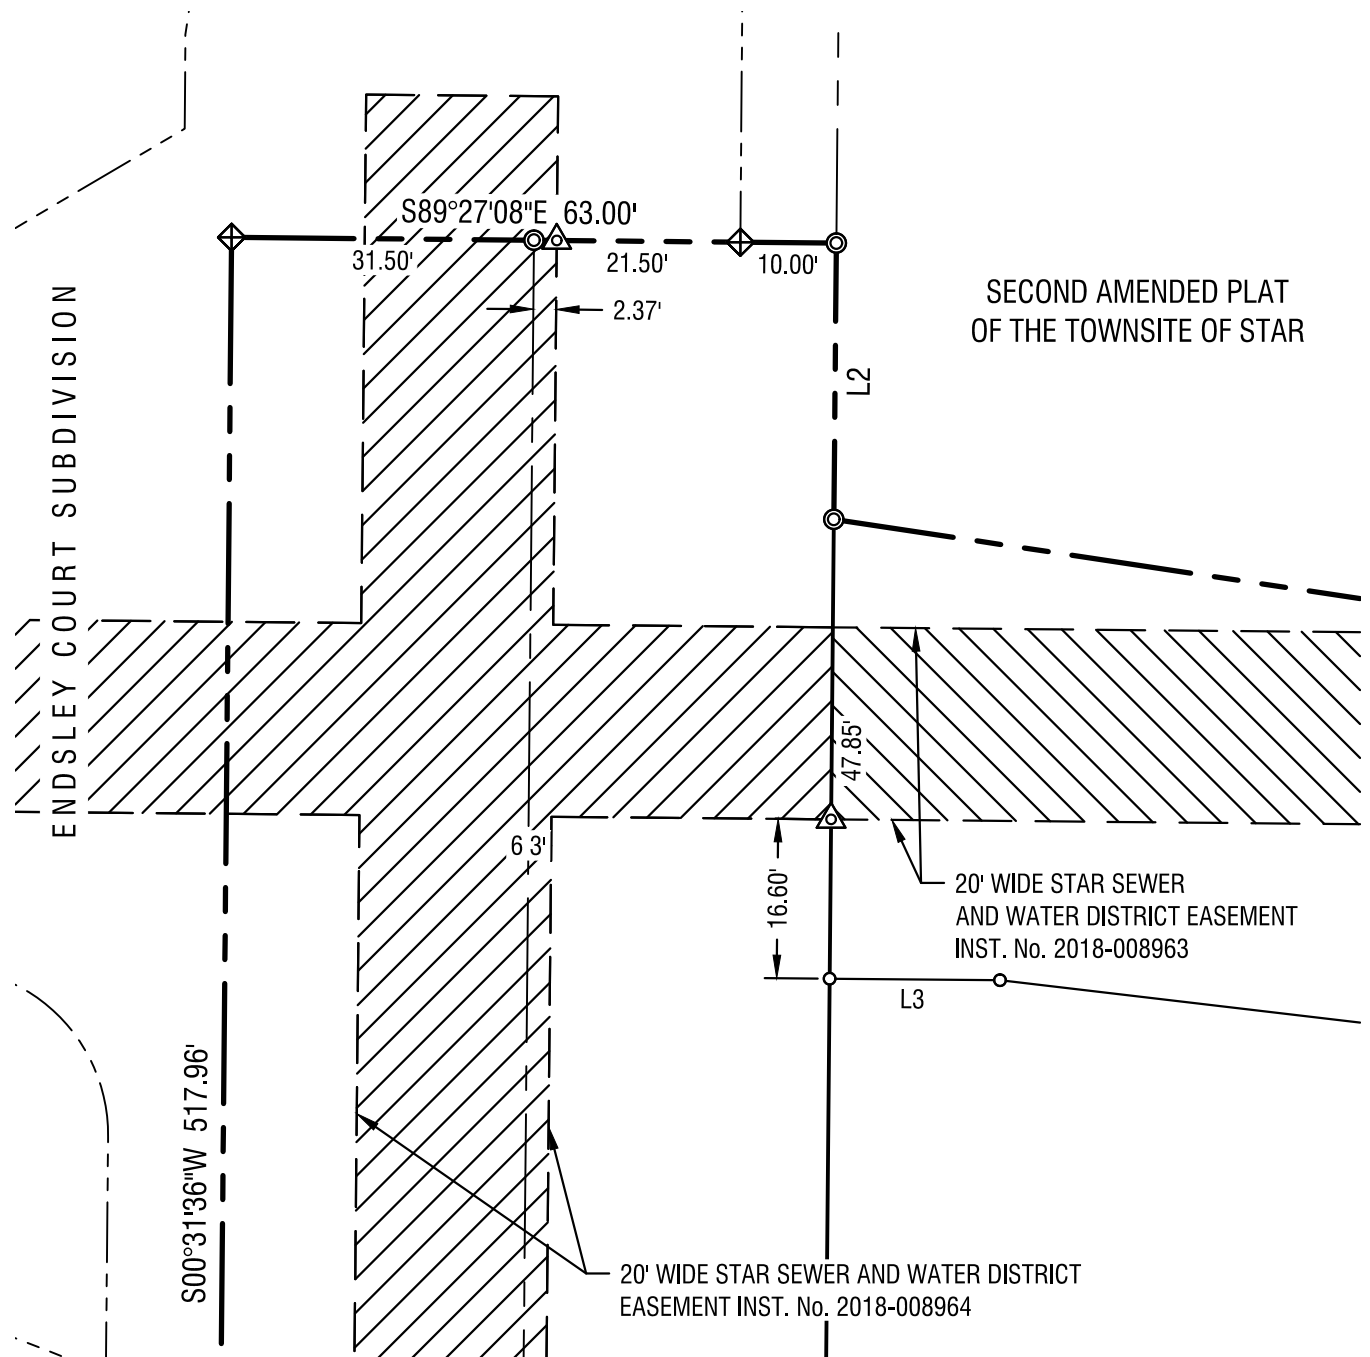 S89°27'08"E 63.00'
31.50'
21.50'
10.00'
2.37'
SECOND AMENDED PLAT
OF THE TOWNSITE OF STAR
L2
ENDSLEY COURT SUBDIVISION
47.85'
6 3'
16.60'
20' WIDE STAR SEWER
AND WATER DISTRICT EASEMENT
INST. No. 2018-008963
L3
S00°31'36"W 517.96'
20' WIDE STAR SEWER AND WATER DISTRICT
EASEMENT INST. No. 2018-008964